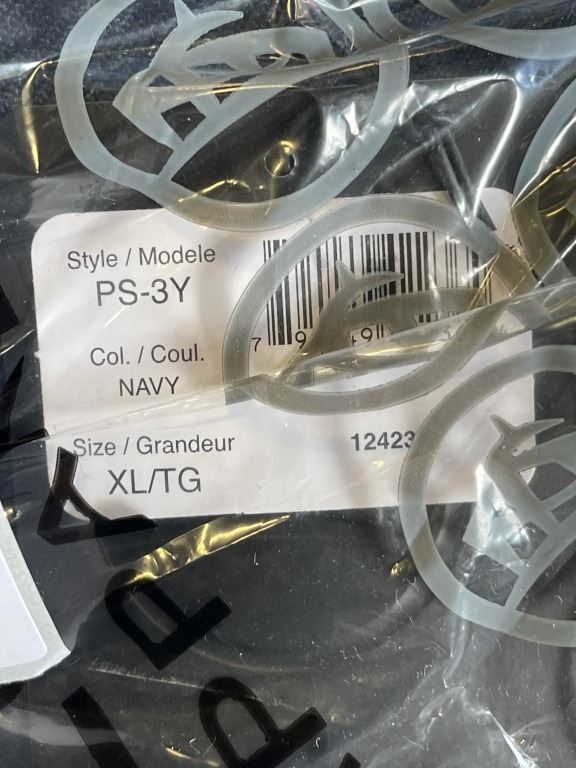 Style / Modele
PS-3Y
Col. / Coul.
NAVY
Size / Grandeur
XL/TG
12423